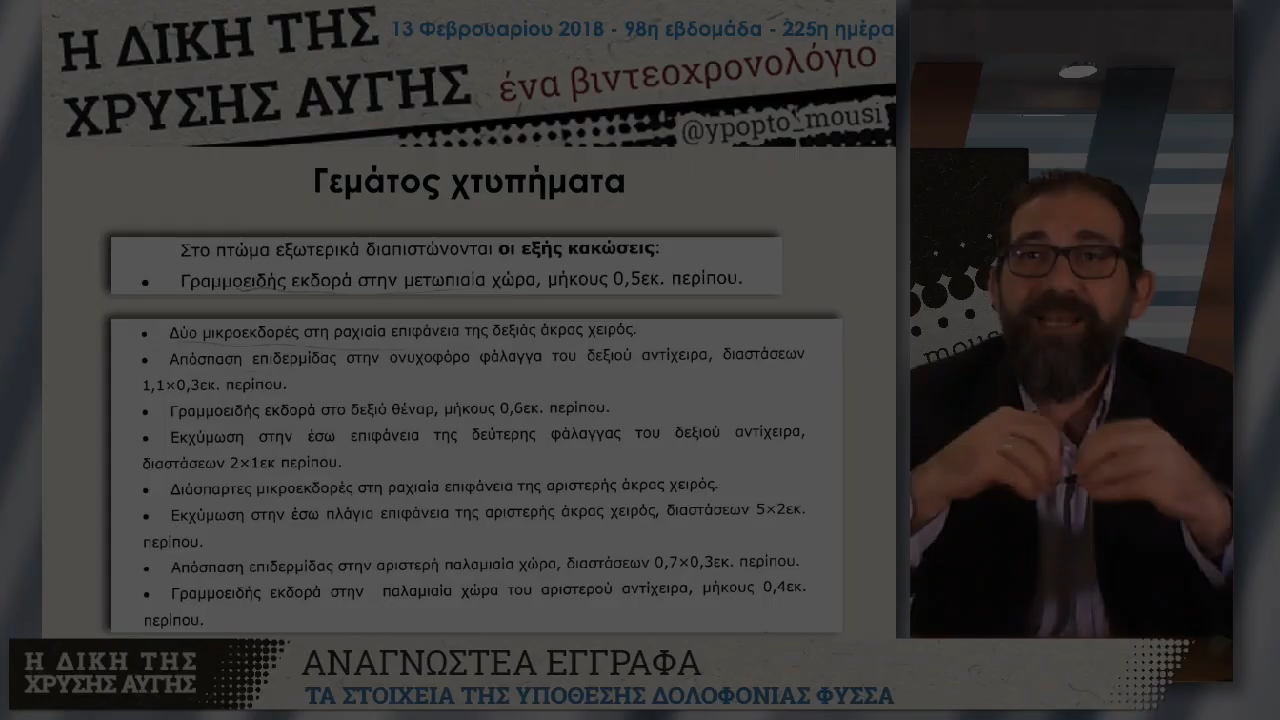 Η ΔΙΚΗ ΤΗΣ
ΧΡΥΣΗΣ ΑΥΓΗΣ
13 Φεβρουαρίου 2018 - 98η εβδομάδα - 225η ημέρα
ένα βιντεοχρονολόγιο
@ypopto_mousi
Γεμάτος χτυπήματα
Στο πτώμα εξωτερικά διαπιστώνονται οι εξής κακώσεις:
• Γραμμοειδής εκδορά στην μετωπιαία χώρα, μήκους 0,5εκ. περίπου.
• Δύο μικροεκδορές στη ραχιαία επιφάνεια της δεξιάς άκρας χειρός.
• Απόσπαση επιδερμίδας στην ονυχοφόρο φάλαγγα του δεξιού αντίχειρα, διαστάσεων
1,1×0,3εκ. περίπου.
• Γραμμοειδής εκδορά στο δεξιό θέναρ, μήκους 0,6εκ. περίπου.
• Εκχύμωση στην έσω επιφάνεια της δεύτερης φάλαγγας του δεξιού αντίχειρα,
διαστάσεων 2×1εκ περίπου.
• Διάσπαρτες μικροεκδορές στη ραχιαία επιφάνεια της αριστερής άκρας χειρός.
• Εκχύμωση στην έσω πλάγια επιφάνεια της αριστερής άκρας χειρός, διαστάσεων 5×2εκ.
περίπου.
• Απόσπαση επιδερμίδας στην αριστερή παλαμιαία χώρα, διαστάσεων 0,7×0,3εκ. περίπου.
• Γραμμοειδής εκδορά στην παλαμιαία χώρα του αριστερού αντίχειρα, μήκους 0,4εκ.
περίπου.
mous
Η ΔΙΚΗ ΤΗΣ
ΧΡΥΣΗΣ ΑΥΓΗΣ
ΑΝΑΓΝΩΣΤΕΑ ΕΓΓΡΑΦΑ
ΤΑ ΣΤΟΙΧΕΙΑ ΤΗΣ ΥΠΟΘΕΣΗΣ ΔΟΛΟΦΟΝΙΑΣ ΦΥΣΣΑ